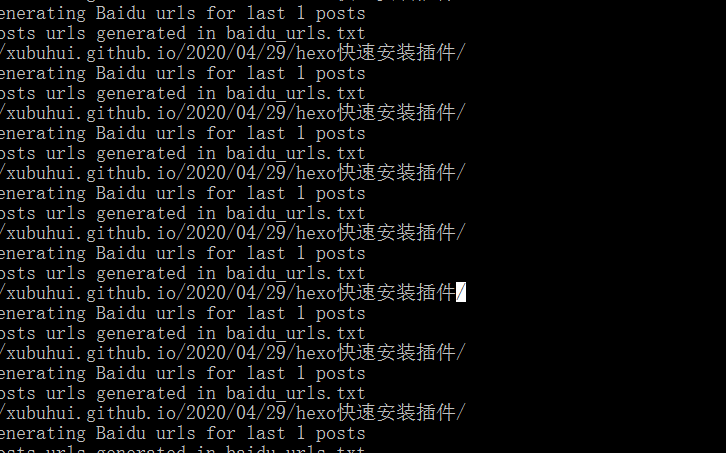 enerating Baidu urls for last 1 posts
osts urls generated in baidu_urls.txt
/xubuhui.github.io/2020/04/29/hexo快速安装插件/
enerating Baidu urls for last 1 posts
osts urls generated in baidu_urls.txt
/xubuhui.github.io/2020/04/29/hexo快速安装插件/
enerating Baidu urls for last 1 posts
osts urls generated in baidu_urls.txt
/xubuhui.github.io/2020/04/29/hexo快速安装插件/
enerating Baidu urls for last 1 posts
osts urls generated in baidu_urls.txt
/xubuhui.github.io/2020/04/29/hexo快速安装插件/
enerating Baidu urls for last 1 posts
osts urls generated in baidu_urls.txt
/xubuhui.github.io/2020/04/29/hexo快速安装插件/
enerating Baidu urls for last 1 posts
osts urls generated in baidu_urls.txt
/xubuhui.github.io/2020/04/29/hexo快速安装插件/
enerating Baidu urls for last 1 posts
osts urls generated in baidu_urls.txt
/xubuhui.github.io/2020/04/29/hexo快速安装插件/
enerating Baidu urls for last 1 posts
osts urls generated in baidu_urls.txt